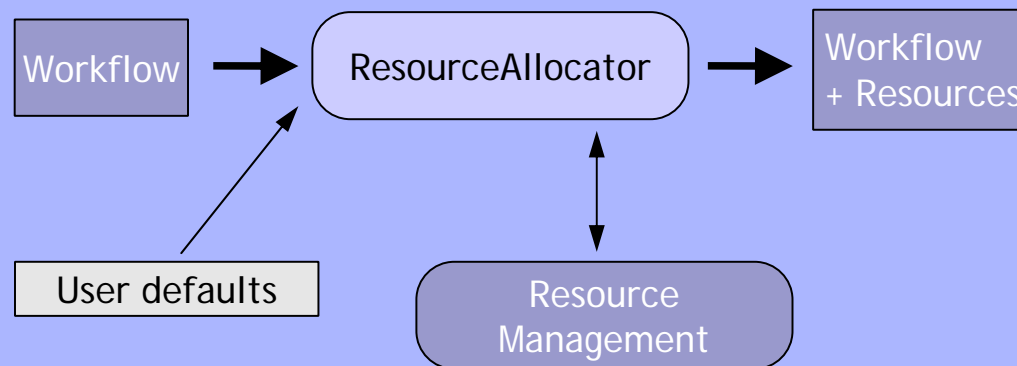 Workflow
ResourceAllocator
Workflow
+ Resources
User defaults
Resource
Management